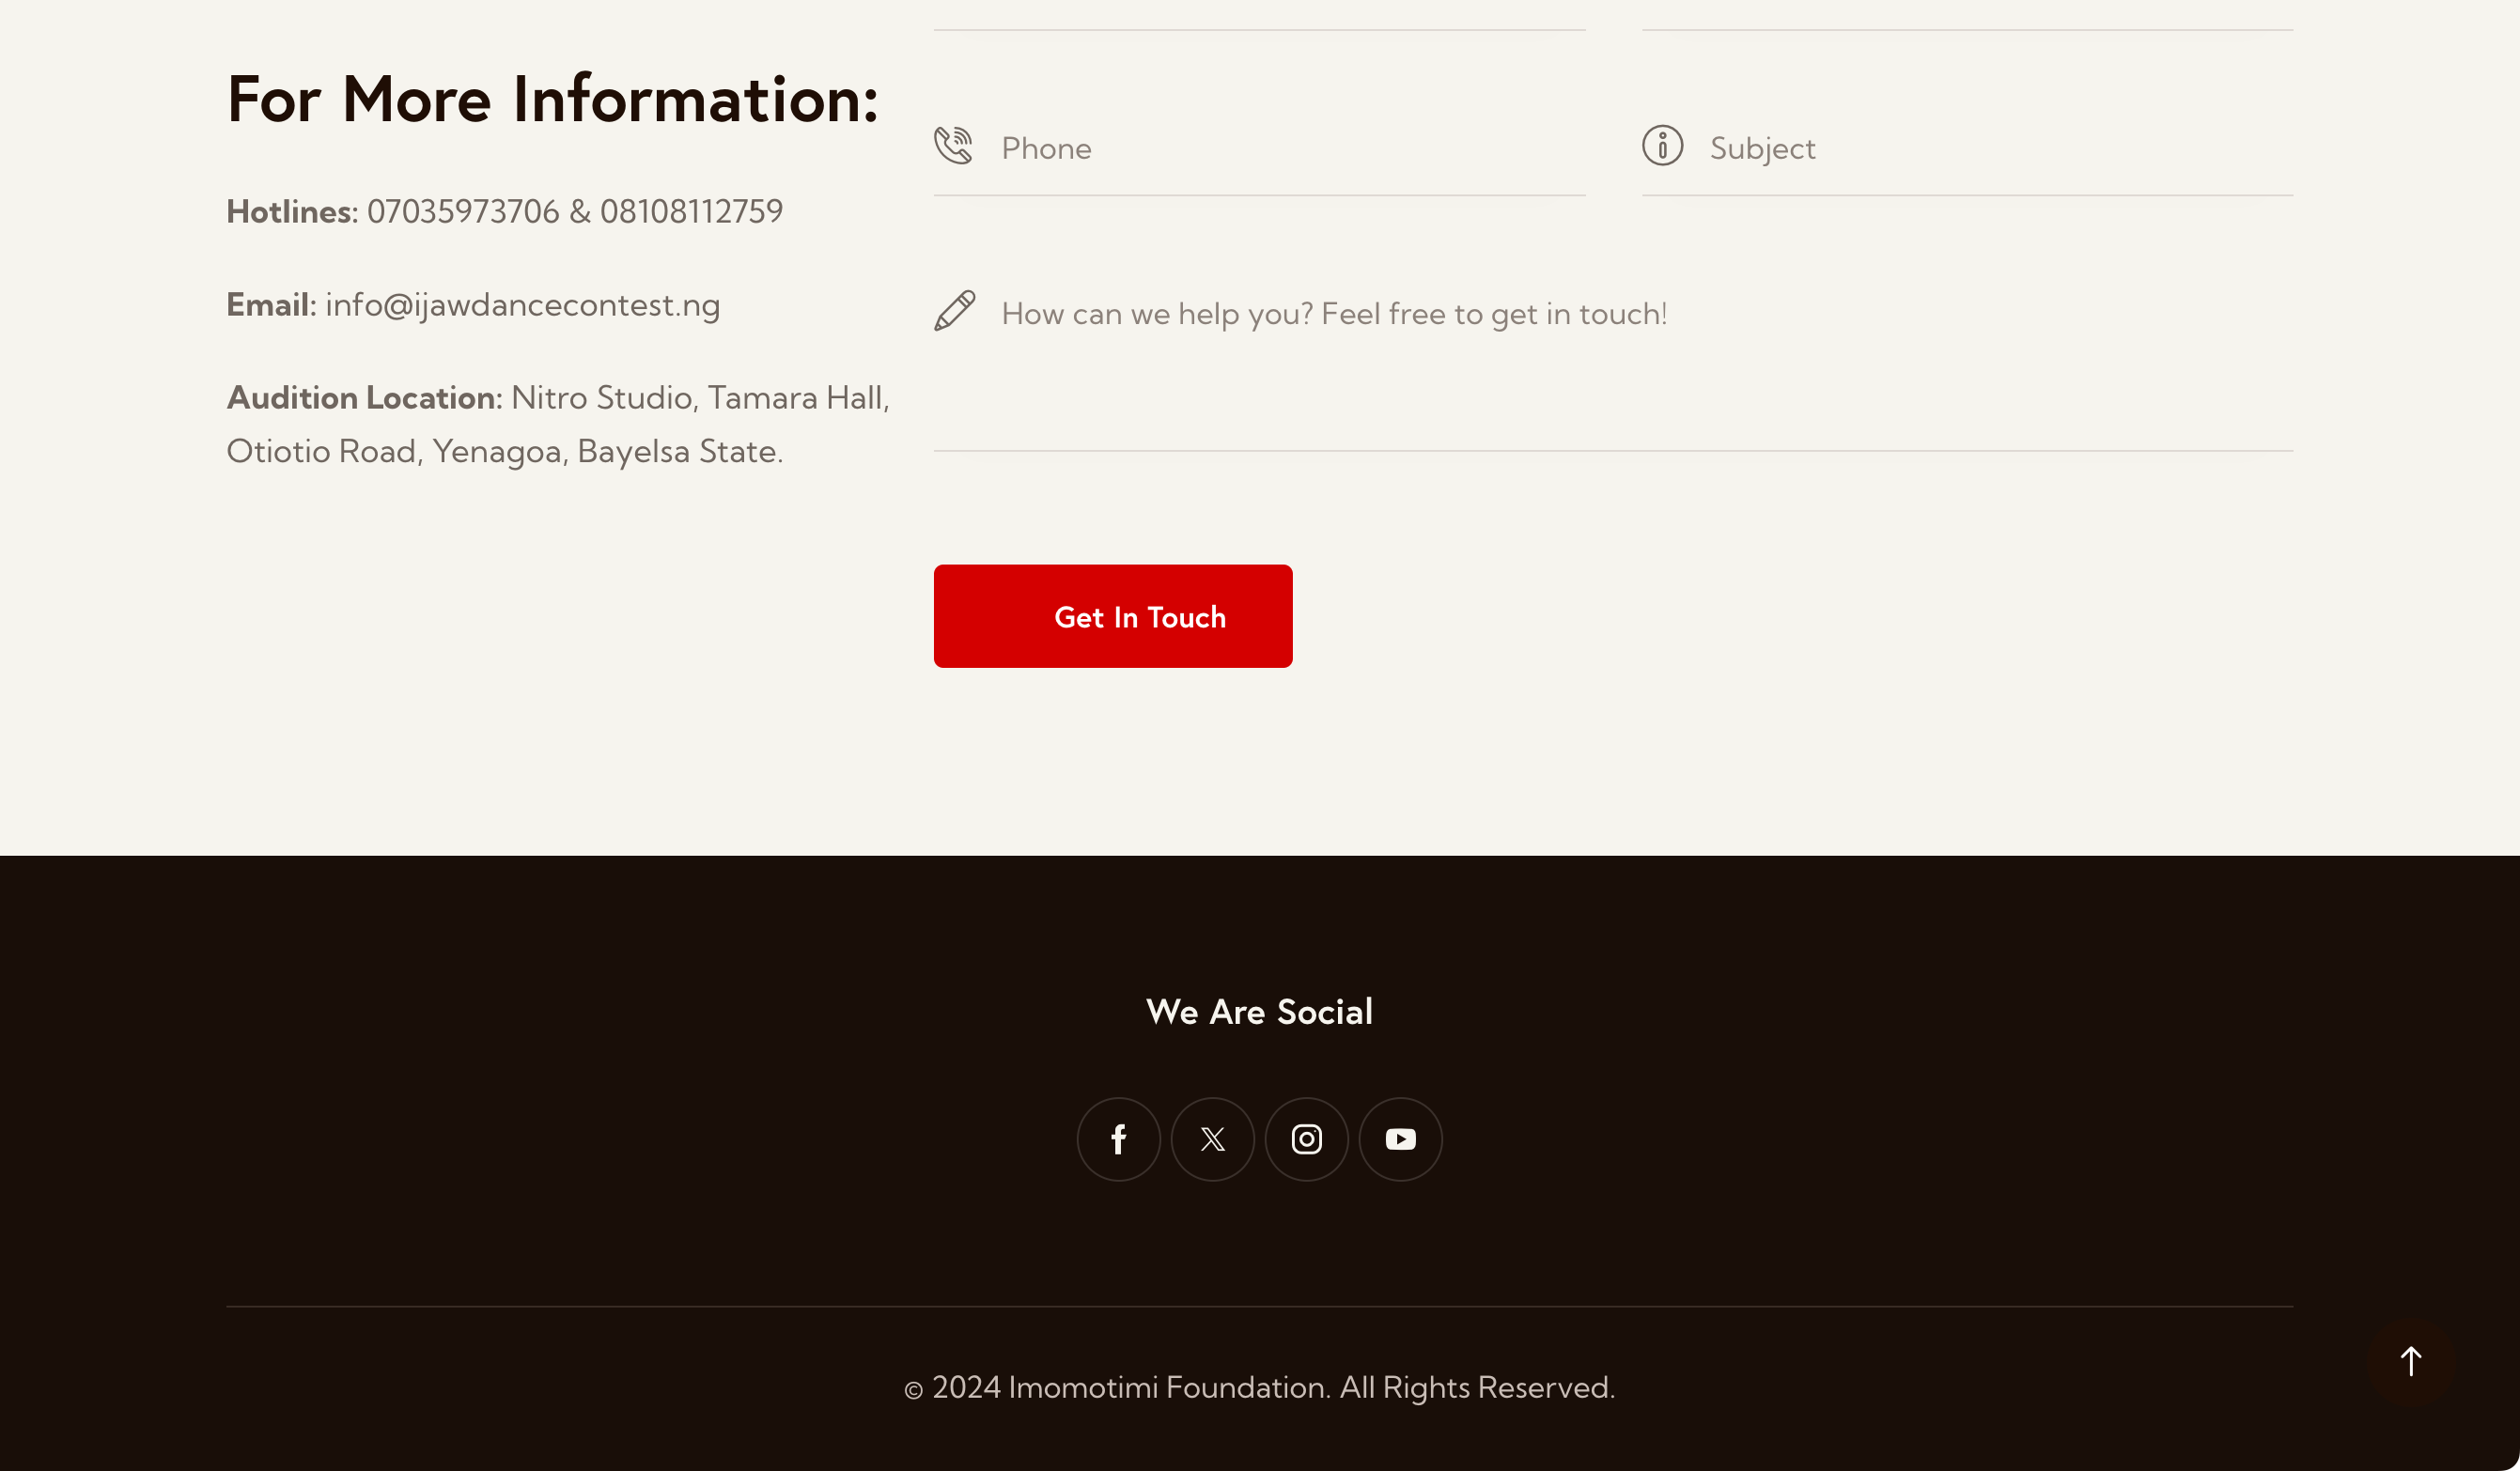 For More Information:
Hotlines: 07035973706 & 08108112759
Email: info@ijawdancecontest.ng
Audition Location: Nitro Studio, Tamara Hall,
Otiotio Road, Yenagoa, Bayelsa State.
Phone
Subject
How can we help you? Feel free to get in touch!
Get In Touch
We Are Social
© 2024 Imomotimi Foundation. All Rights Reserved.